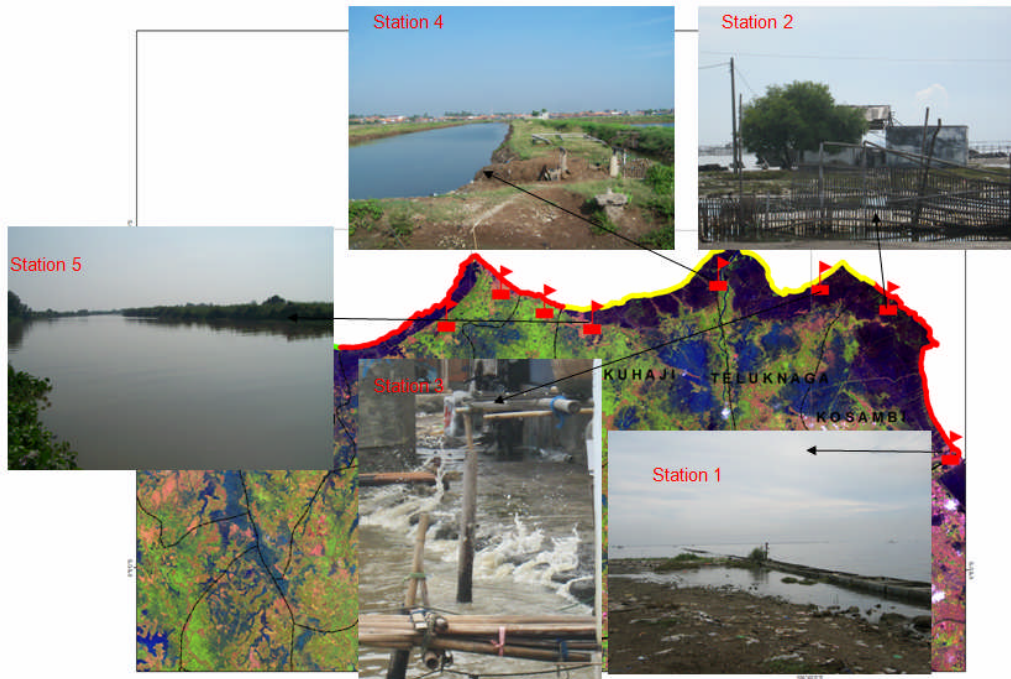 Station 4
Station 2
Station 5
Station 3
KUHAJI
TELUKNAGA
KOSAMBI
Station 1